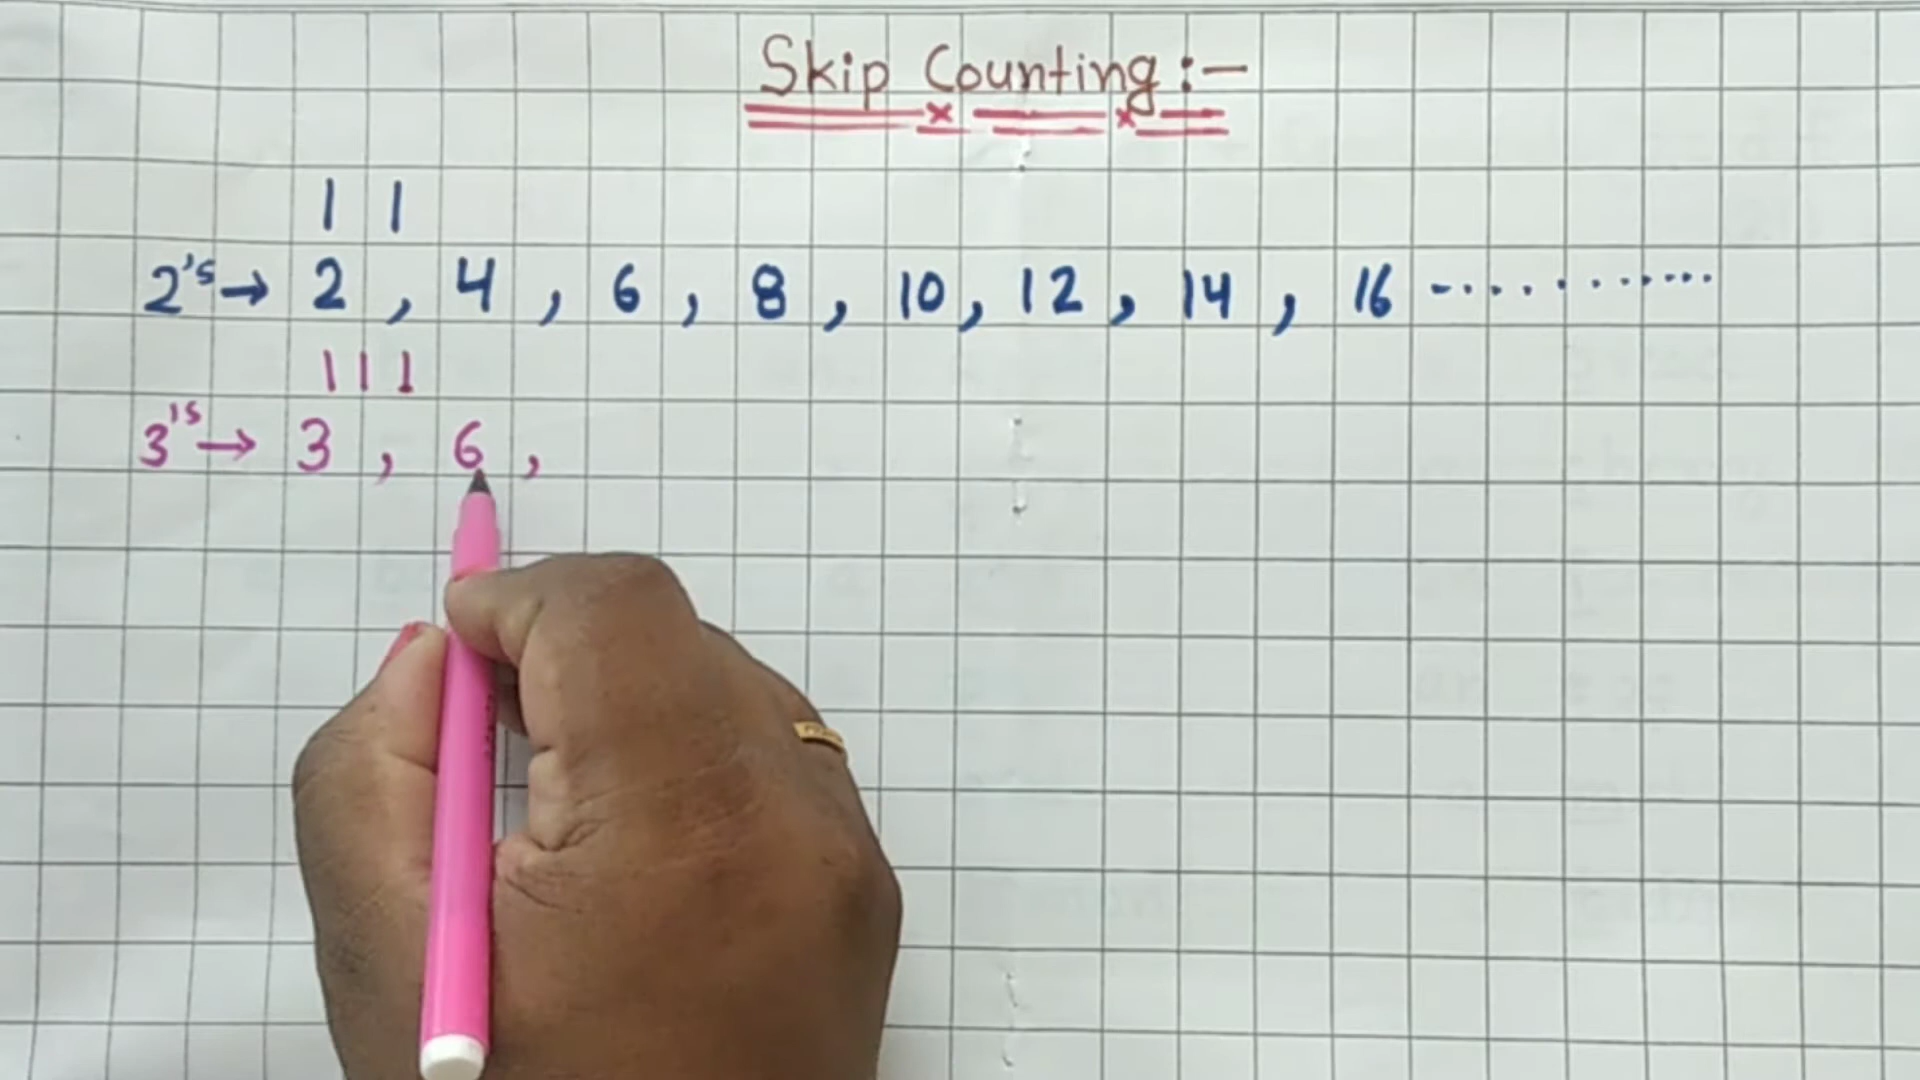 Skip Counting :-
1 1
2's → 2 , 4 , 6 , 8 , 10 , 12 , 14 , 16 - . . . . . . . . . . .
1 1 1
3's → 3 , 6 ,